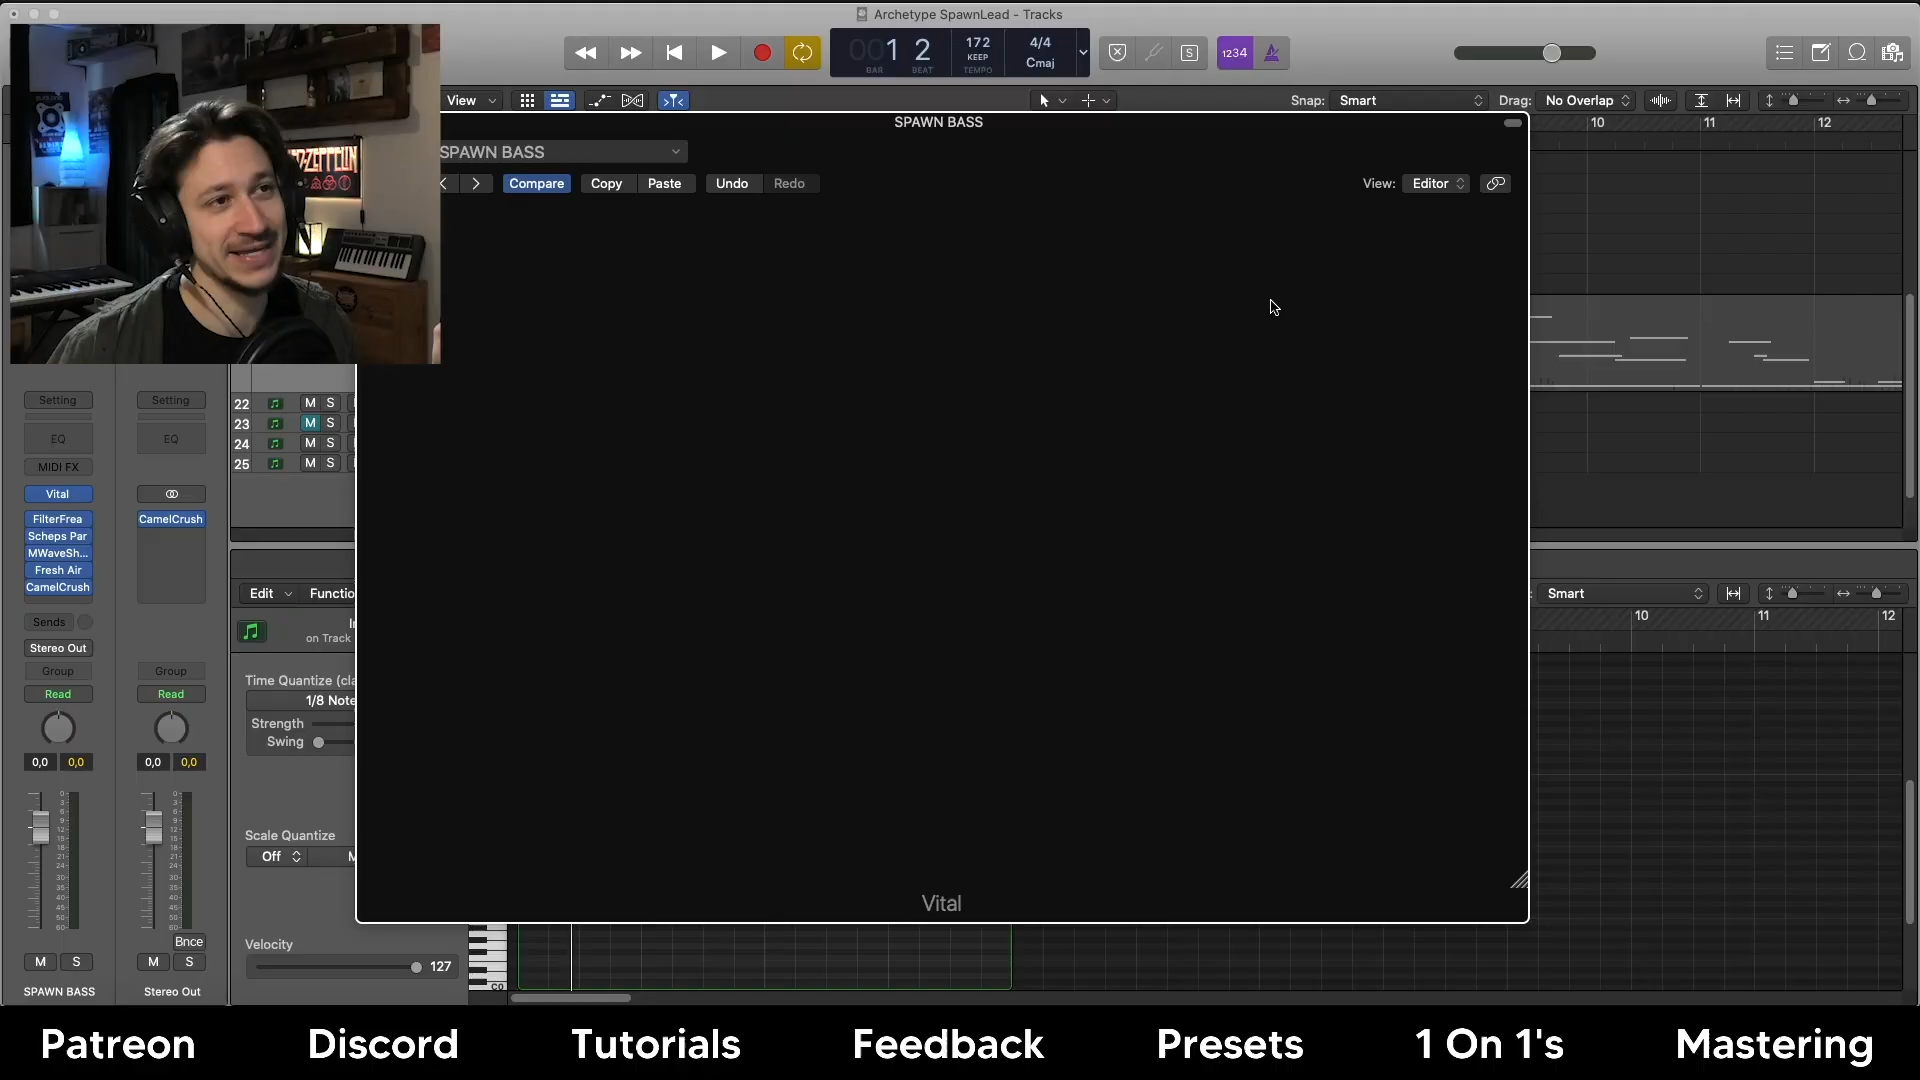 Archetype SpawnLead - Tracks
001 2
BAR BEAT
172
KEEP
TEMPO
4/4
Cmaj
S
1234
View
Snap: Smart
Drag: No Overlap
SPAWN BASS
10 11 12
SPAWN BASS
Compare
Copy Paste
Undo Redo
View: Editor
Setting Setting
EQ EQ
MIDI FX
Vital
FilterFrea CamelCrush
Scheps Par
MWaveSh...
Fresh Air
CamelCrush
Sends
Stereo Out
Group Group
Read Read
0,0 0,0 0,0 0,0
Bnce
M S M S
SPAWN BASS Stereo Out
22 M S
23 M S
24 M S
25 M S
Edit Functio
on Track
Time Quantize (cla
1/8 Note
Strength
Swing
Scale Quantize
Off
Velocity
127
C0
Smart
10 11 12
Vital
Patreon Discord Tutorials Feedback Presets 1 On 1's Mastering